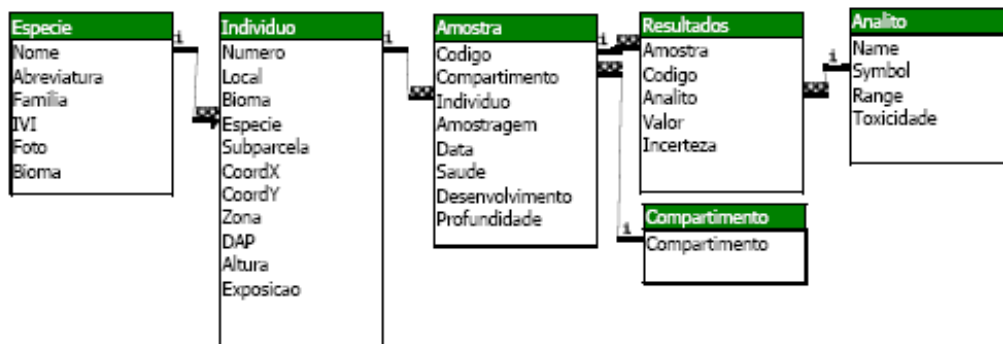 Especie
Nome
Abreviatura
Familia
IVI
Foto
Bioma
Individuo
Numero
Local
Bioma
Especie
Subparcela
CoordX
CoordY
Zona
DAP
Altura
Exposicao
Amostra
Codigo
Compartimento
Individuo
Amostragem
Data
Saude
Desenvolvimento
Profundidade
Resultados
Amostra
Codigo
Analito
Valor
Incerteza
Compartimento
Compartimento
Analito
Name
Symbol
Range
Toxicidade